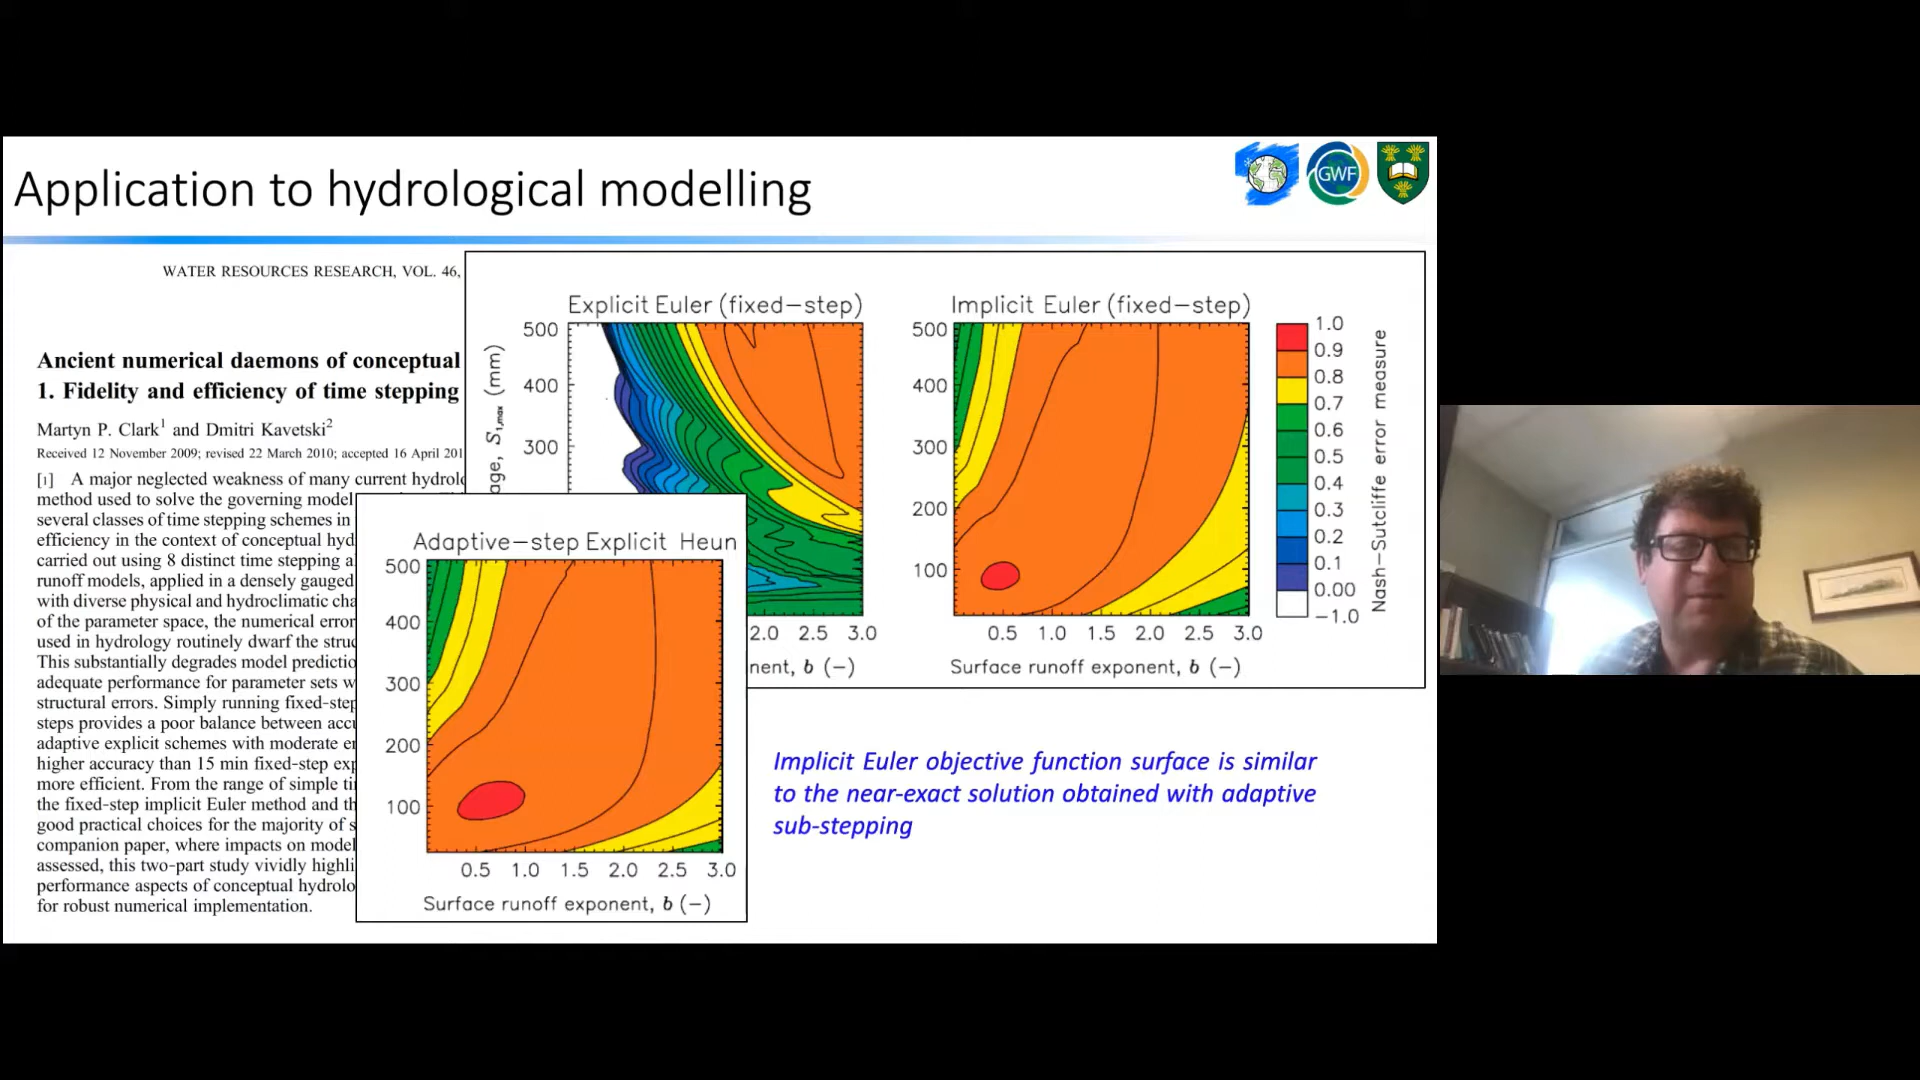 Application to hydrological modelling
GWF
WATER RESOURCES RESEARCH, VOL. 46,
Ancient numerical daemons of conceptual
1. Fidelity and efficiency of time stepping
Martyn P. Clark1 and Dmitri Kavetski2
Received 12 November 2009; revised 22 March 2010; accepted 16 April 201
[1] A major neglected weakness of many current hydrolo
method used to solve the governing model
several classes of time stepping schemes in
efficiency in the context of conceptual hyd
carried out using 8 distinct time stepping a
runoff models, applied in a densely gauged
with diverse physical and hydroclimatic cha
of the parameter space, the numerical error
used in hydrology routinely dwarf the struc
This substantially degrades model predictio
adequate performance for parameter sets w
structural errors. Simply running fixed-step
steps provides a poor balance between accu
adaptive explicit schemes with moderate er
higher accuracy than 15 min fixed-step exp
more efficient. From the range of simple ti
the fixed-step implicit Euler method and th
good practical choices for the majority of s
companion paper, where impacts on model
assessed, this two-part study vividly highli
performance aspects of conceptual hydrolo
for robust numerical implementation.
Explicit Euler (fixed-step)
500
400
300
age, S1,max (mm)
2.0 2.5 3.0
nent, b (-)
Implicit Euler (fixed-step)
500
400
300
200
100
0.5 1.0 1.5 2.0 2.5 3.0
Surface runoff exponent, b (-)
1.0
0.9
0.8
0.7
0.6
0.5
0.4
0.3
0.2
0.1
0.00
-1.0
Nash-Sutcliffe error measure
Adaptive-step Explicit Heun
500
400
300
200
100
0.5 1.0 1.5 2.0 2.5 3.0
Surface runoff exponent, b (-)
Implicit Euler objective function surface is similar
to the near-exact solution obtained with adaptive
sub-stepping